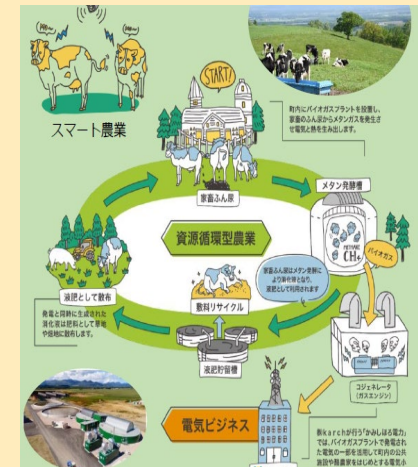 スマート農業
START!
町内にバイオガスプラントを設置し、
家畜のふん尿からメタンガスを発生さ
せ電気と熱を生み出します。
家畜ふん尿
メタン発酵槽
METHANE
CH4
バイオガス
資源循環型農業
家畜ふん尿はメタン発酵に
より消化液となり、
液肥として利用されます
敷料リサイクル
液肥として散布
発電と同時に生成された
消化液は肥料として草地
や畑地に散布します。
液肥貯留槽
コジェネレータ
(ガスエンジン)
電気ビジネス
㈱karchが行う「かみしほろ電力」
では、バイオガスプラントで発電され
た電気の一部を活用して町内の公共
施設や酪農家をはじめとする電気小